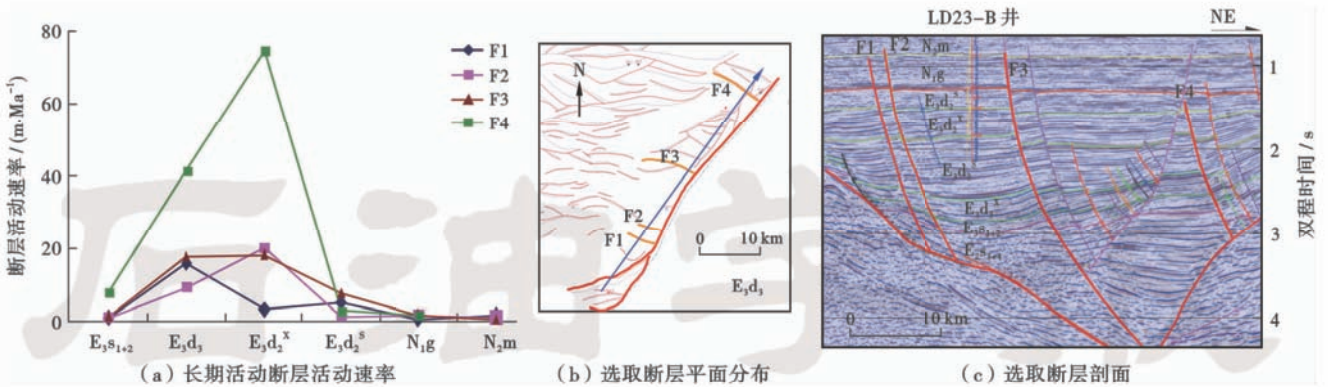 断层活动速率 / (m·Ma⁻¹)
80
60
40
20
0
E₃s₁₊₂ E₃d₃ E₃d₂ˣ E₃d₂ˢ N₁g N₂m
F1
F2
F3
F4
(a) 长期活动断层活动速率
N
F4
F3
F2
F1
0 10 km
E₃d₃
(b) 选取断层平面分布
LD23-B 井
NE
F1 F2
F3
F4
N₂m
N₁g
E₃d₂ˢ
E₃d₂ˣ
E₃d₃
E₃s₁₊₂
0 10 km
1
2
3
4
双程时间 / s
(c) 选取断层剖面
石油学报